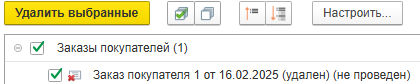 Удалить выбранные
Настроить...
Заказы покупателей (1)
Заказ покупателя 1 от 16.02.2025 (удален) (не проведен)